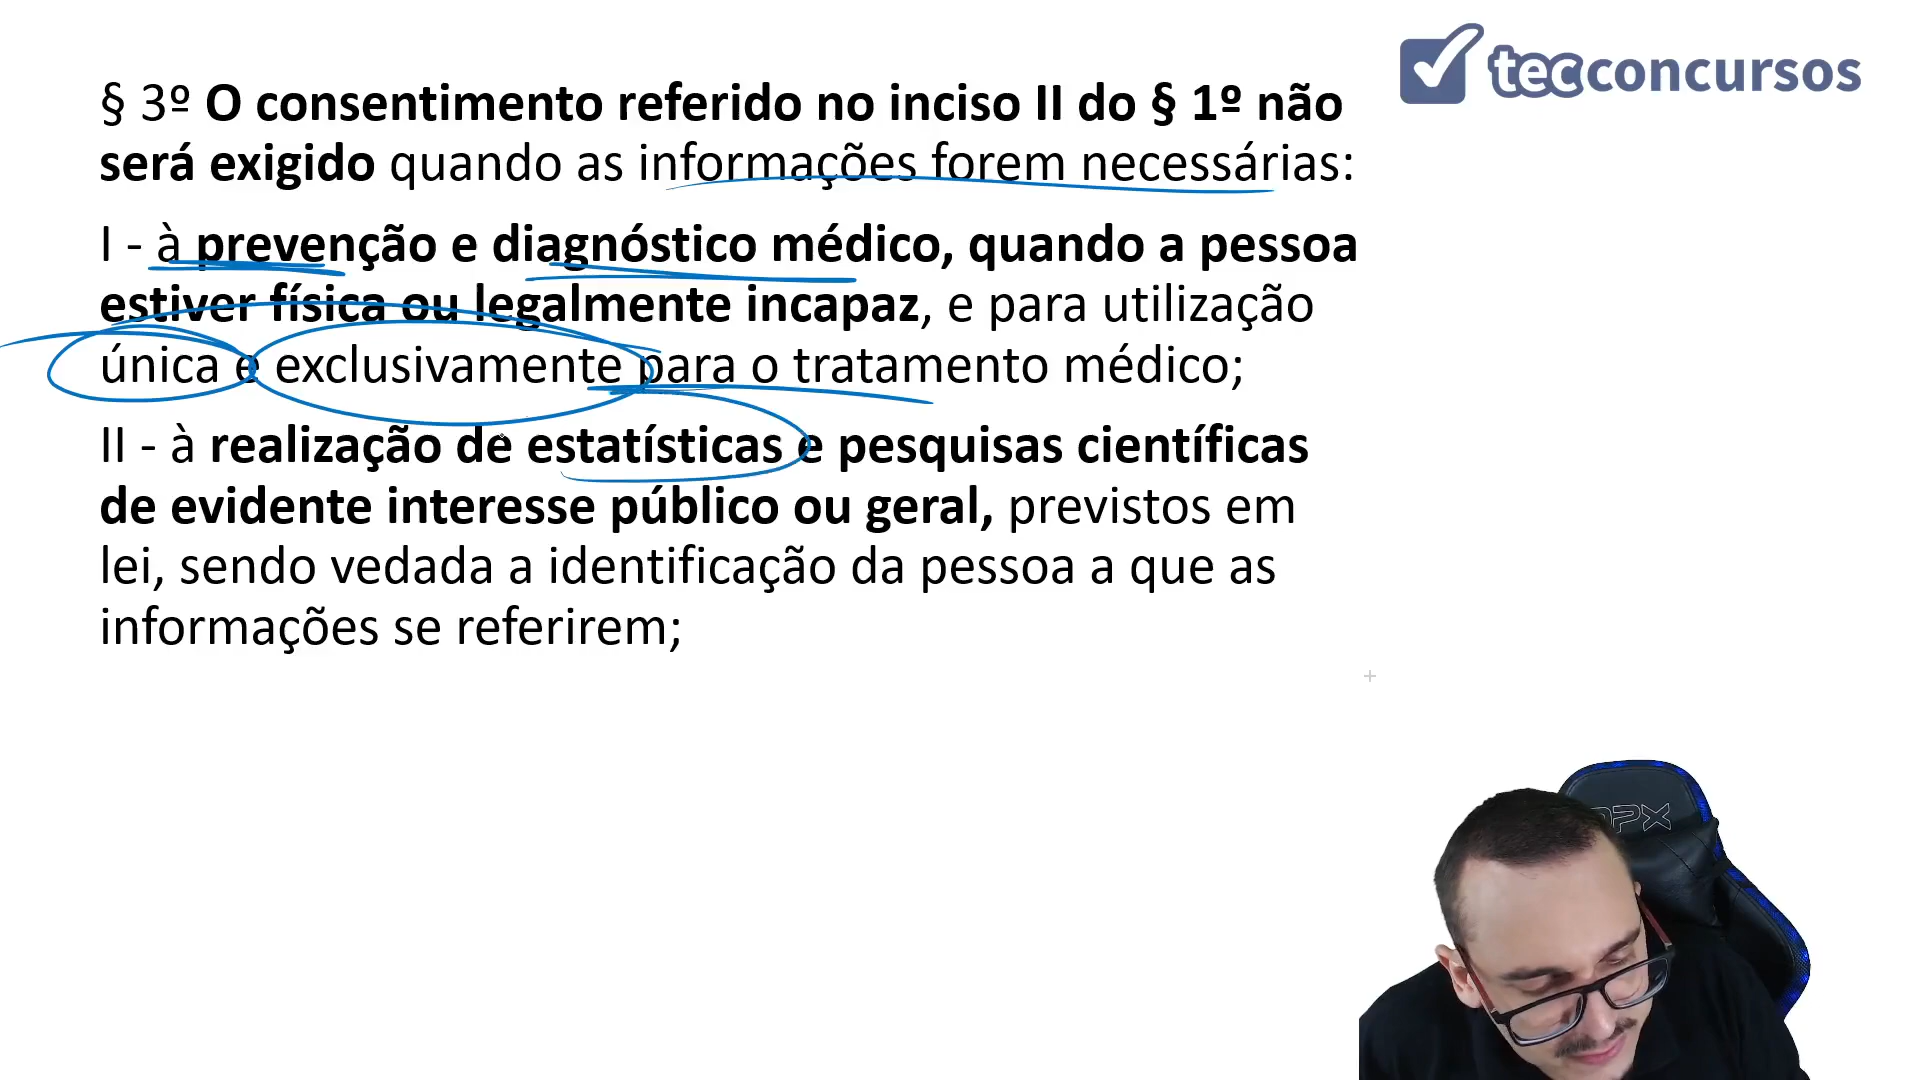 tecconcursos
§ 3º O consentimento referido no inciso II do § 1º não
será exigido quando as informações forem necessárias:
I - à prevenção e diagnóstico médico, quando a pessoa
estiver física ou legalmente incapaz, e para utilização
única e exclusivamente para o tratamento médico;
II - à realização de estatísticas e pesquisas científicas
de evidente interesse público ou geral, previstos em
lei, sendo vedada a identificação da pessoa a que as
informações se referirem;